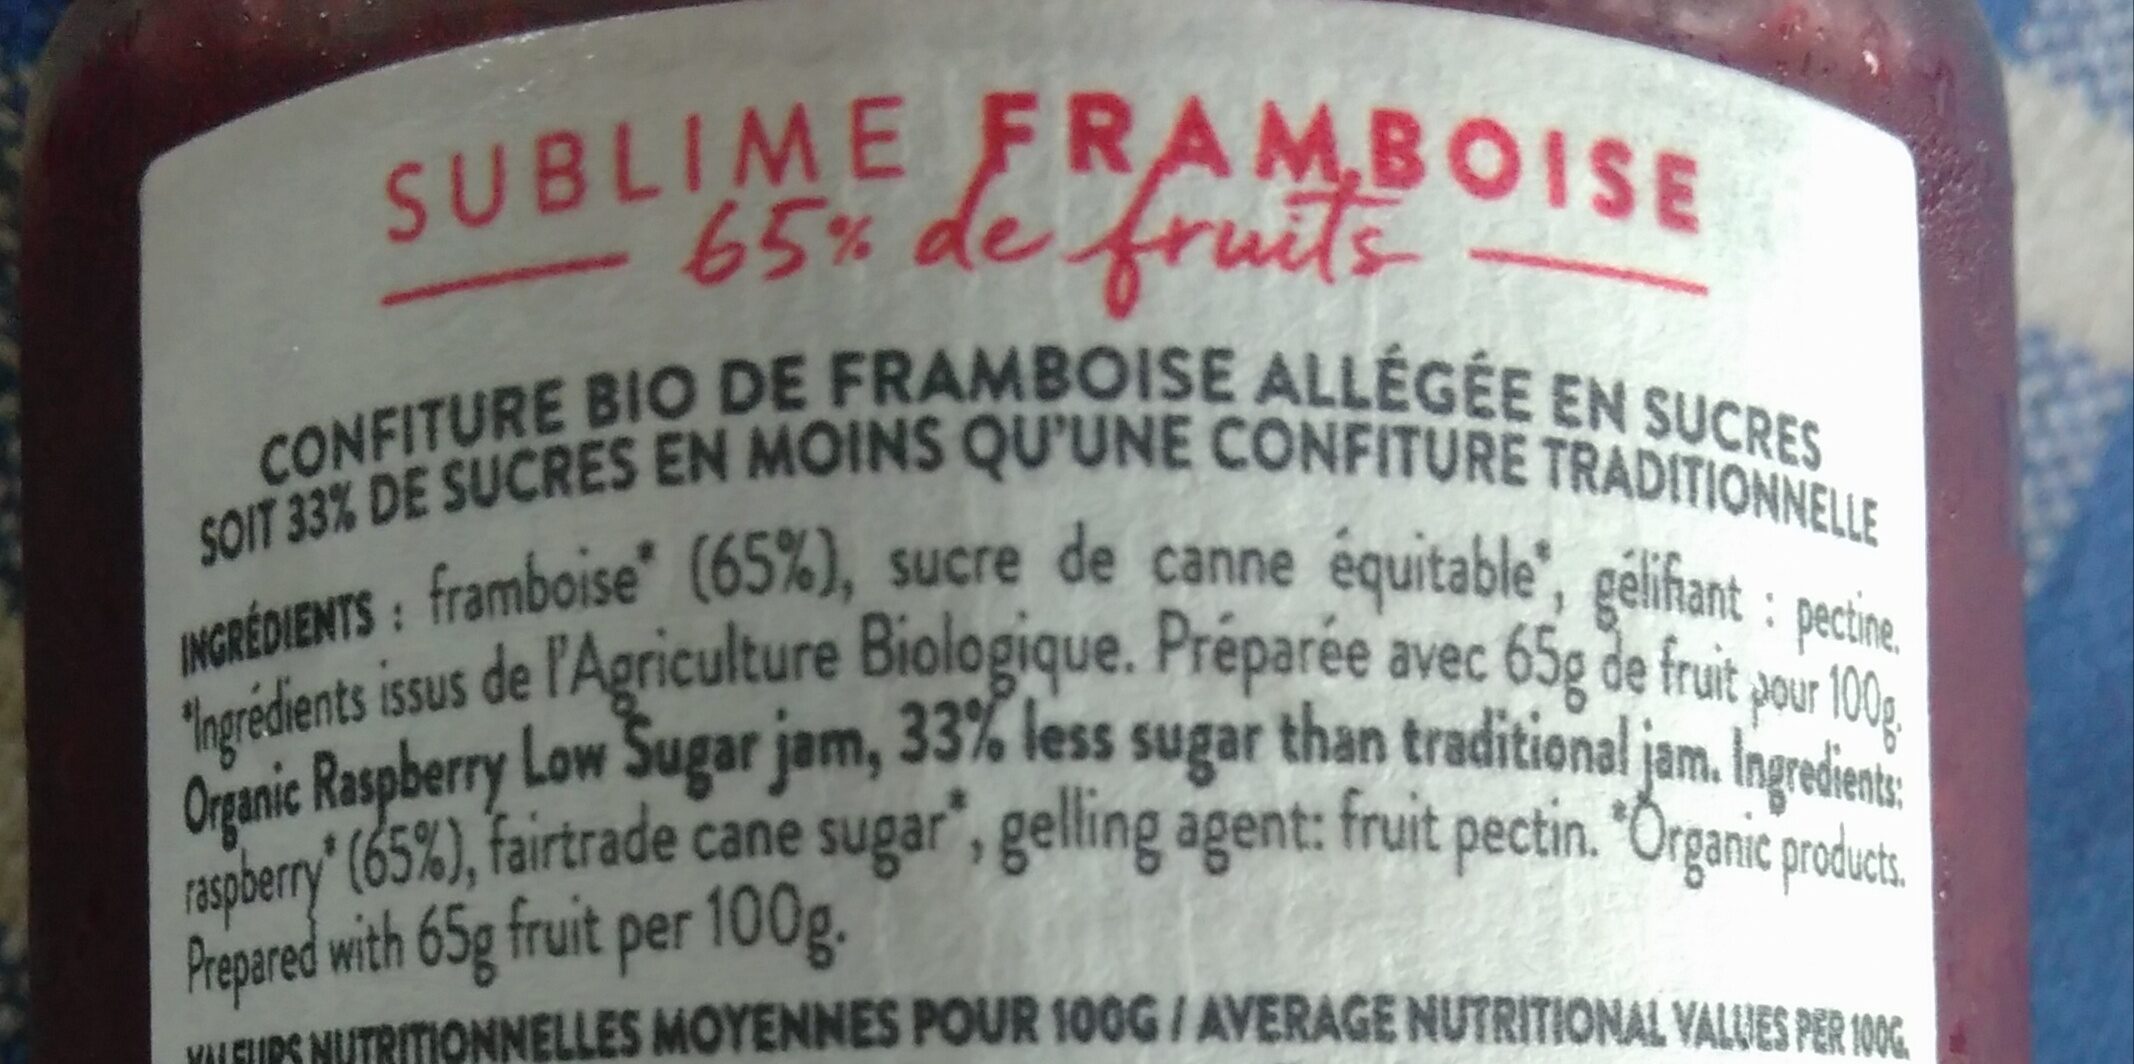 SUBLIME FRAMBOISE
65% de fruits
CONFITURE BIO DE FRAMBOISE ALLÉGÉE EN SUCRES
SOIT 33% DE SUCRES EN MOINS QU'UNE CONFITURE TRADITIONNELLE
INGRÉDIENTS : framboise* (65%), sucre de canne équitable*, gélifiant : pectine.
*Ingrédients issus de l'Agriculture Biologique. Préparée avec 65g de fruit pour 100g.
Organic Raspberry Low Sugar jam, 33% less sugar than traditional jam. Ingredients:
raspberry* (65%), fairtrade cane sugar*, gelling agent: fruit pectin. *Organic products.
Prepared with 65g fruit per 100g.
VALEURS NUTRITIONNELLES MOYENNES POUR 100G / AVERAGE NUTRITIONAL VALUES PER 100G.